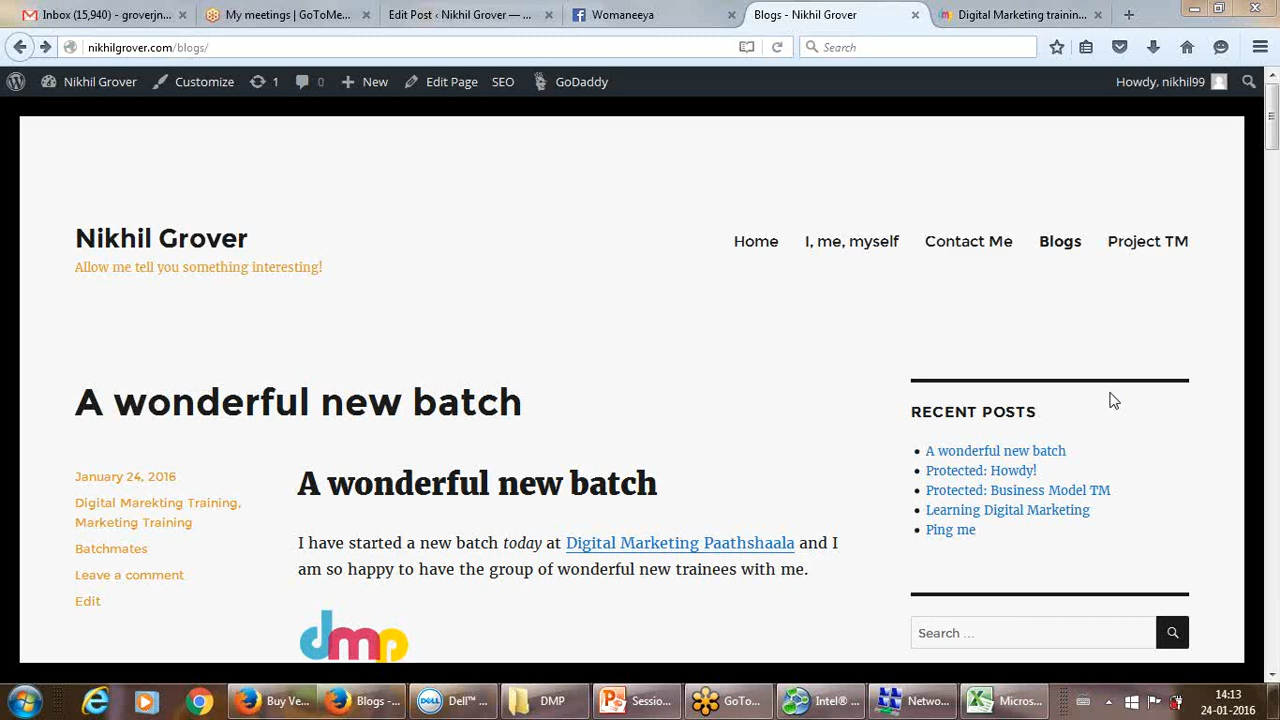 Inbox (15,940) - groverjn...
My meetings | GoToMe...
Edit Post ‹ Nikhil Grover — ...
Womaneeya
Blogs - Nikhil Grover
Digital Marketing trainin...
nikhilgrover.com/blogs/
Search
Nikhil Grover
Customize
1
0
New
Edit Page
SEO
GoDaddy
Howdy, nikhil99
Nikhil Grover
Allow me tell you something interesting!
Home
I, me, myself
Contact Me
Blogs
Project TM
A wonderful new batch
January 24, 2016
Digital Marekting Training,
Marketing Training
Batchmates
Leave a comment
Edit
A wonderful new batch
I have started a new batch today at Digital Marketing Paathshaala and I
am so happy to have the group of wonderful new trainees with me.
dmp
RECENT POSTS
A wonderful new batch
Protected: Howdy!
Protected: Business Model TM
Learning Digital Marketing
Ping me
Search ...
Buy Ve...
Blogs -...
Dell™ ...
DMP
Sessio...
GoTo...
Intel® ...
Netwo...
Micros...
14:13
24-01-2016